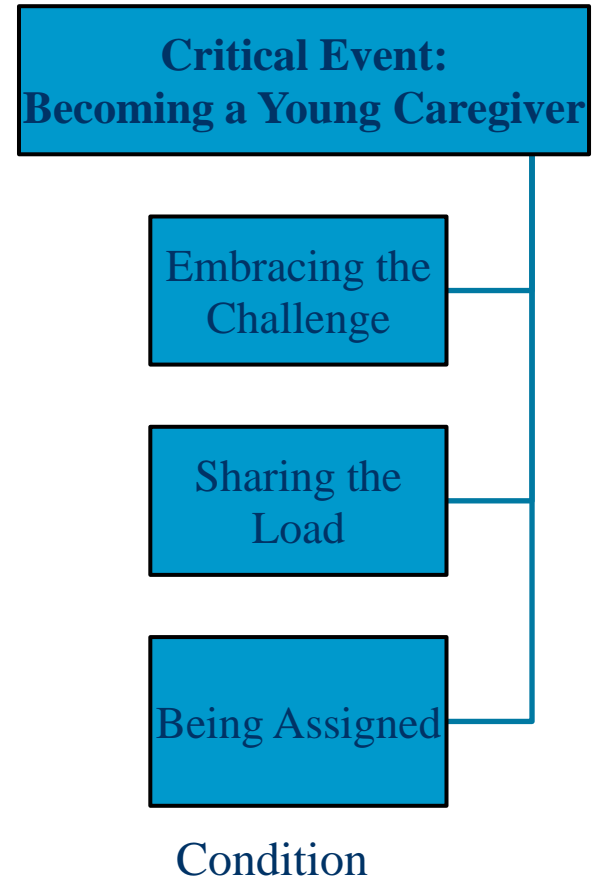 Critical Event:
Becoming a Young Caregiver
Embracing the
Challenge
Sharing the
Load
Being Assigned
Condition